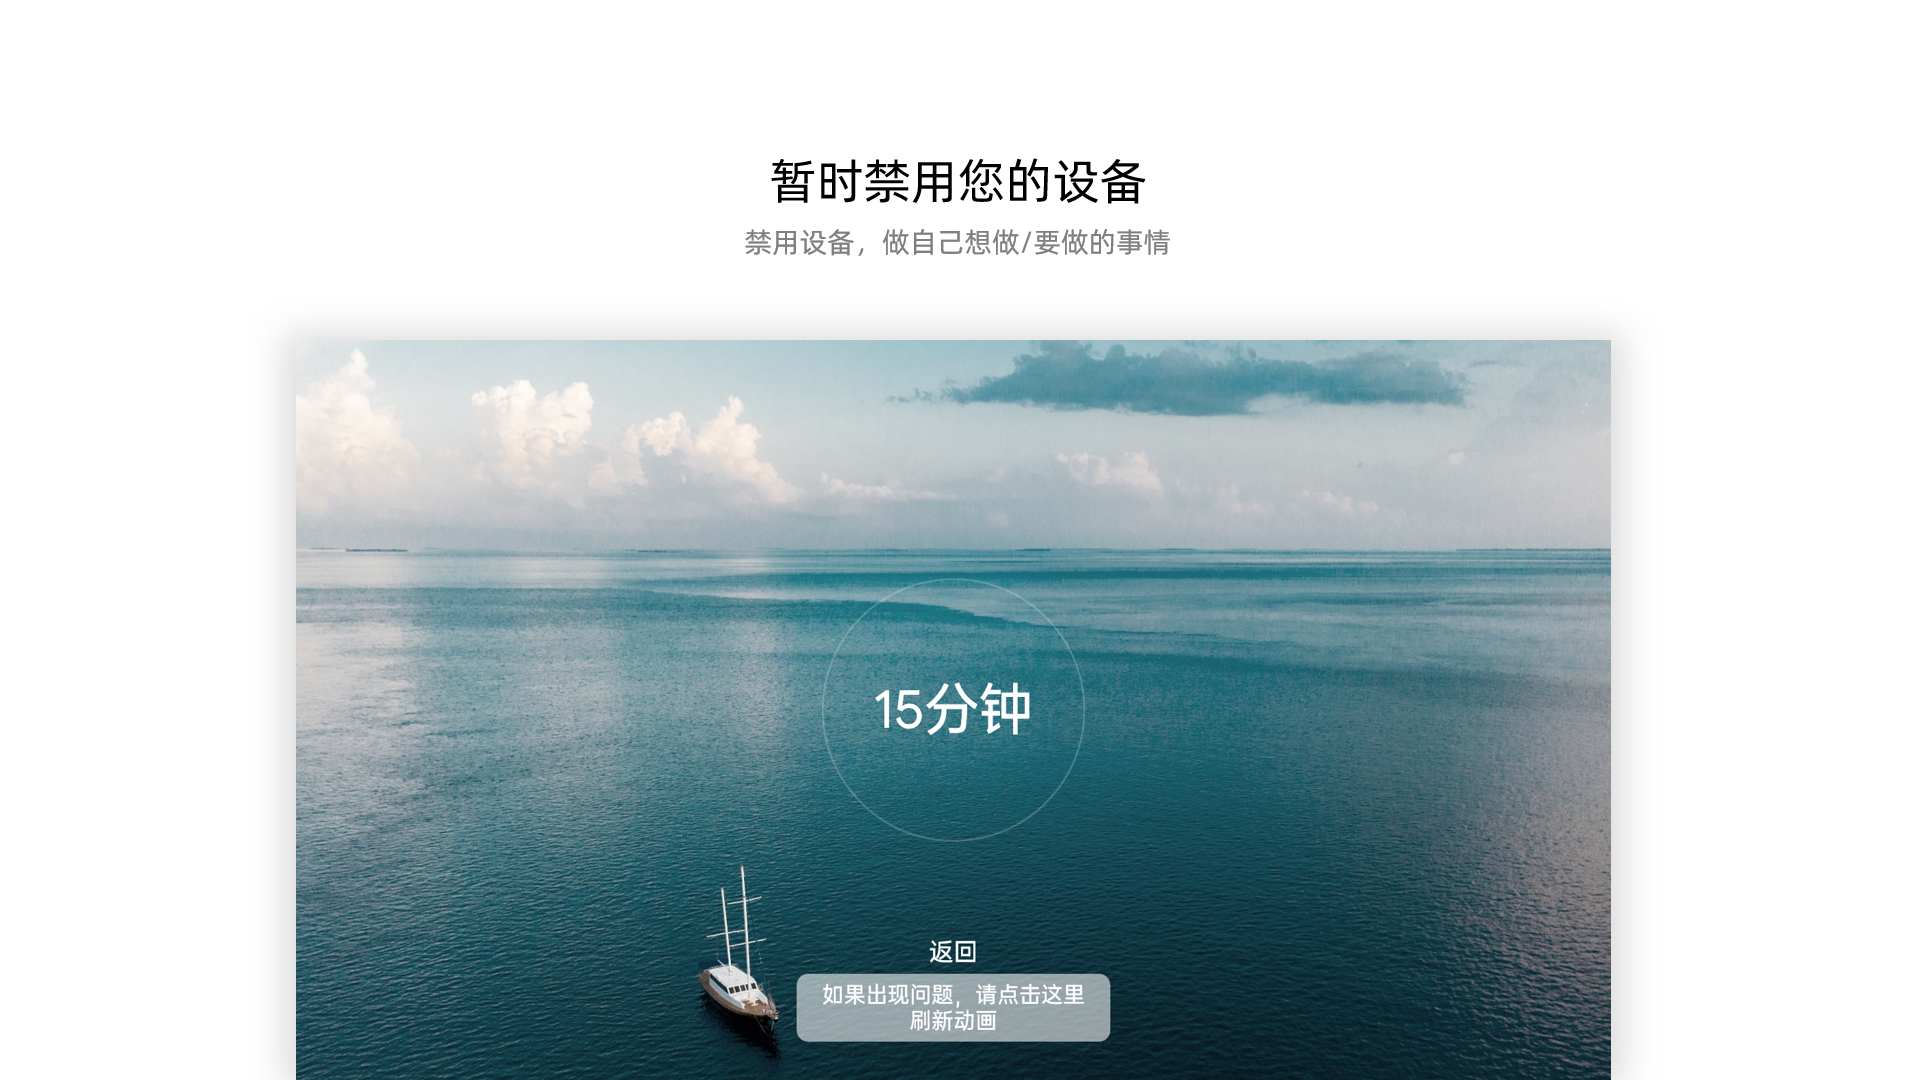 暂时禁用您的设备
禁用设备，做自己想做/要做的事情
15分钟
返回
如果出现问题，请点击这里
刷新动画